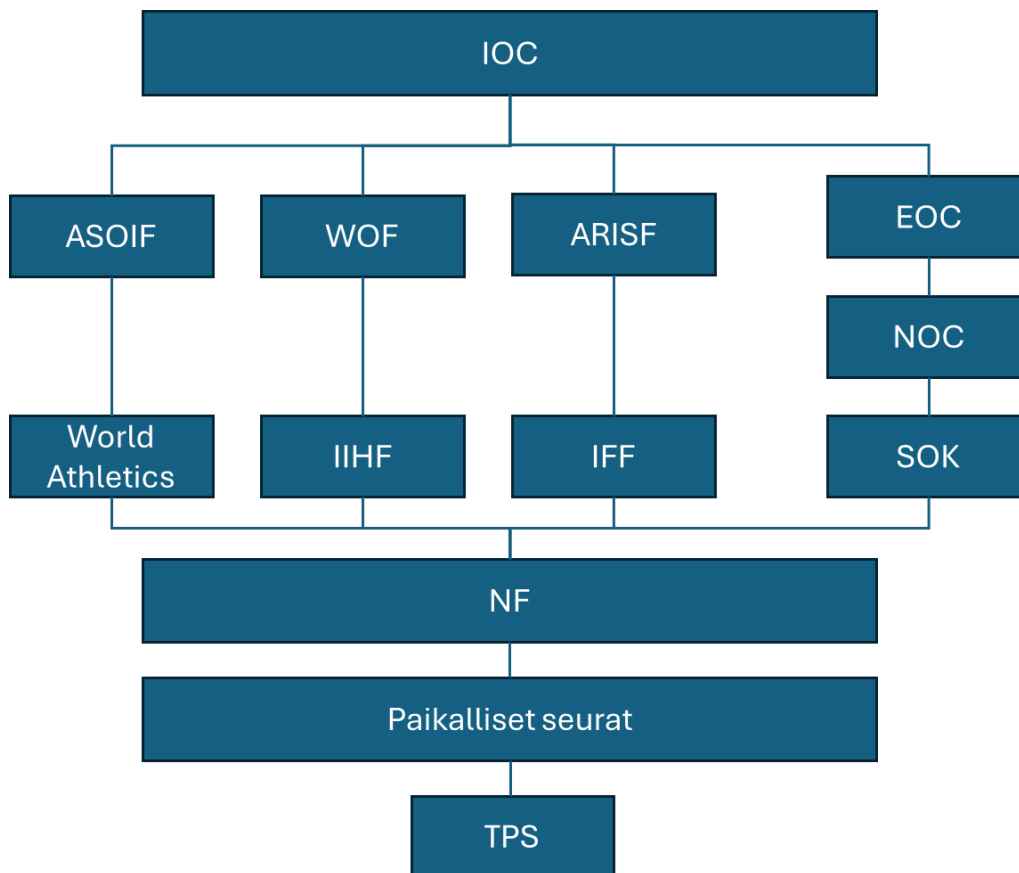 IOC
ASOIF
WOF
ARISF
EOC
NOC
World
Athletics
IIHF
IFF
SOK
NF
Paikalliset seurat
TPS